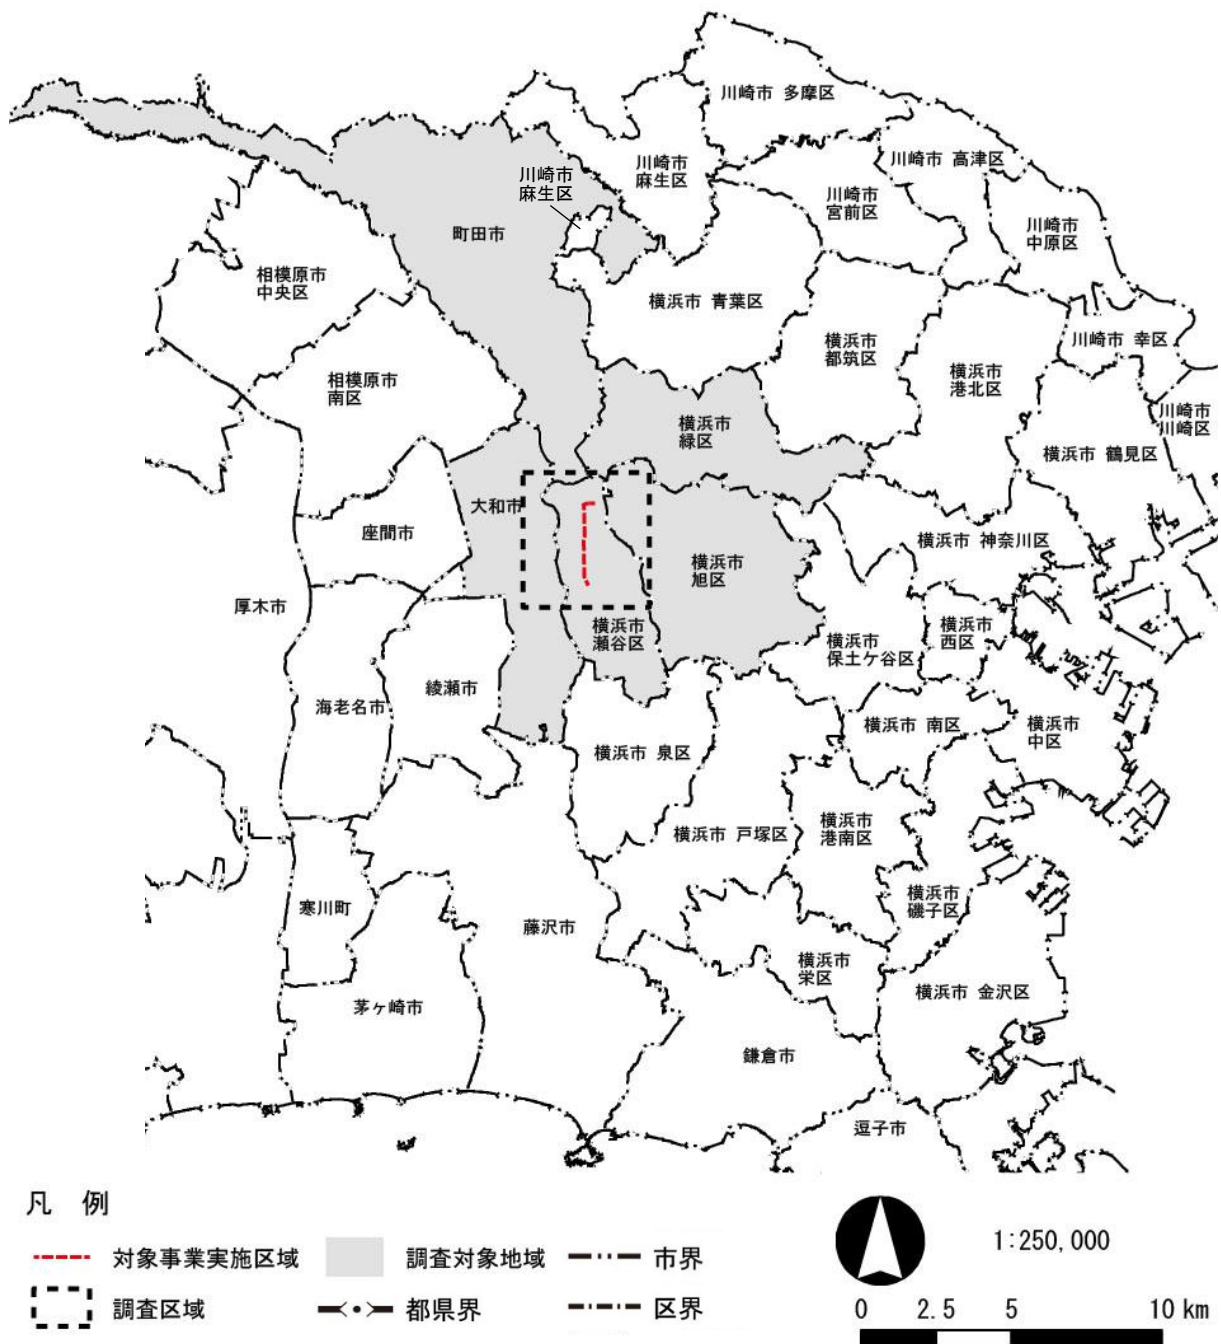 川崎市 多摩区
川崎市 高津区
川崎市
麻生区
川崎市
麻生区
川崎市
宮前区
川崎市
中原区
町田市
相模原市
中央区
横浜市 青葉区
川崎市 幸区
横浜市
都筑区
横浜市
港北区
相模原市
南区
川崎市
川崎区
横浜市
緑区
横浜市 鶴見区
大和市
座間市
横浜市 神奈川区
横浜市
旭区
厚木市
横浜市
瀬谷区
横浜市
保土ケ谷区
横浜市
西区
綾瀬市
海老名市
横浜市 南区
横浜市
中区
横浜市 泉区
横浜市 戸塚区
横浜市
港南区
横浜市
磯子区
寒川町
藤沢市
横浜市
栄区
横浜市 金沢区
茅ヶ崎市
鎌倉市
逗子市
凡 例
対象事業実施区域
調査対象地域
市界
調査区域
都県界
区界
1:250,000
0 2.5 5 10 km